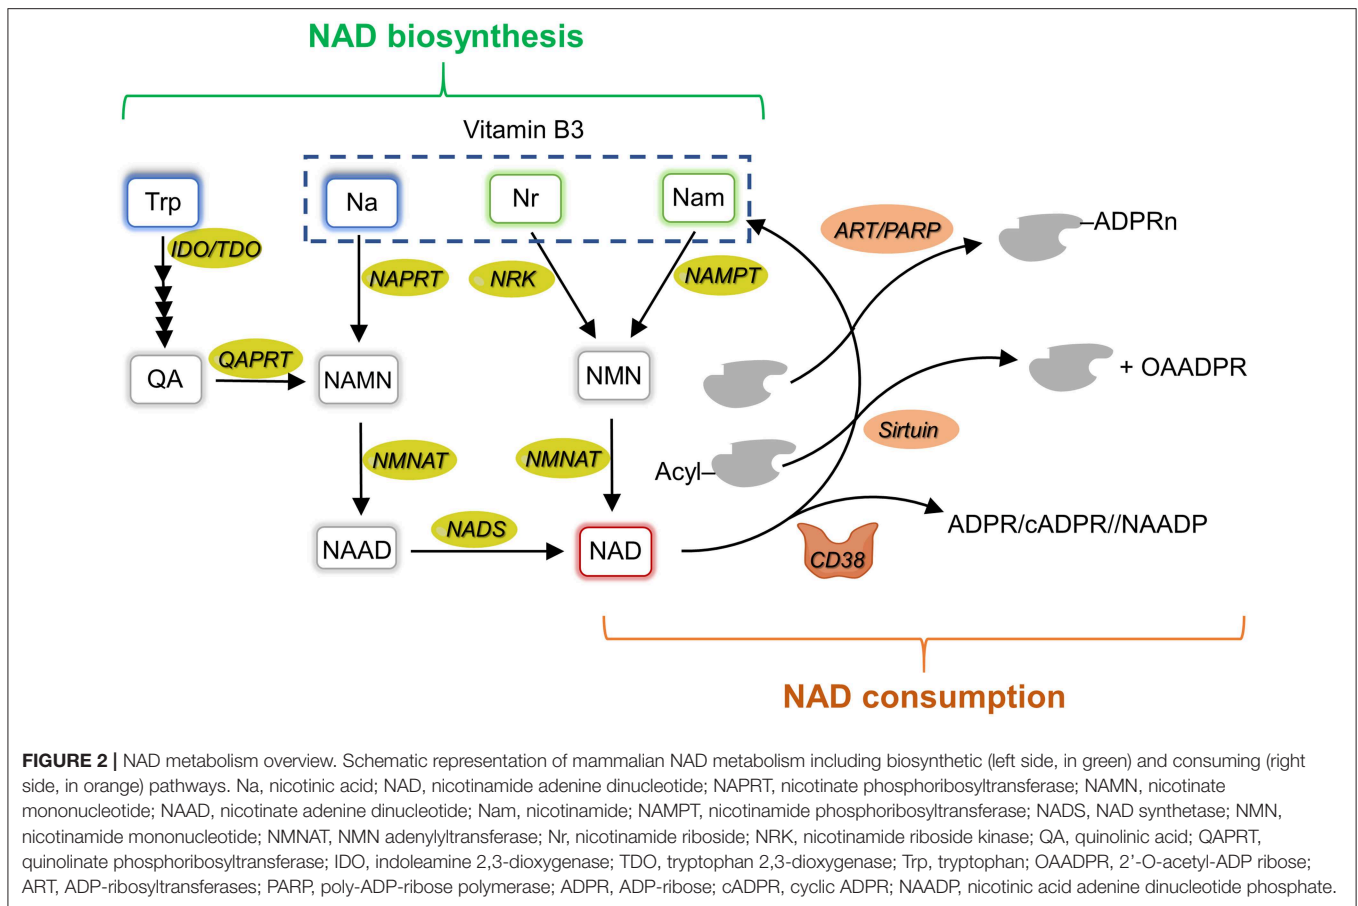 NAD biosynthesis
Vitamin B3
Trp
Na
Nr
Nam
IDO/TDO
NAPRT
NRK
NAMPT
ART/PARP
–ADPRn
QA
QAPRT
NAMN
NMN
+ OAADPR
Sirtuin
NMNAT
NMNAT
Acyl–
NAAD
NADS
NAD
CD38
ADPR/cADPR//NAADP
NAD consumption
FIGURE 2 | NAD metabolism overview. Schematic representation of mammalian NAD metabolism including biosynthetic (left side, in green) and consuming (right
side, in orange) pathways. Na, nicotinic acid; NAD, nicotinamide adenine dinucleotide; NAPRT, nicotinate phosphoribosyltransferase; NAMN, nicotinate
mononucleotide; NAAD, nicotinate adenine dinucleotide; Nam, nicotinamide; NAMPT, nicotinamide phosphoribosyltransferase; NADS, NAD synthetase; NMN,
nicotinamide mononucleotide; NMNAT, NMN adenylyltransferase; Nr, nicotinamide riboside; NRK, nicotinamide riboside kinase; QA, quinolinic acid; QAPRT,
quinolinate phosphoribosyltransferase; IDO, indoleamine 2,3-dioxygenase; TDO, tryptophan 2,3-dioxygenase; Trp, tryptophan; OAADPR, 2'-O-acetyl-ADP ribose;
ART, ADP-ribosyltransferases; PARP, poly-ADP-ribose polymerase; ADPR, ADP-ribose; cADPR, cyclic ADPR; NAADP, nicotinic acid adenine dinucleotide phosphate.